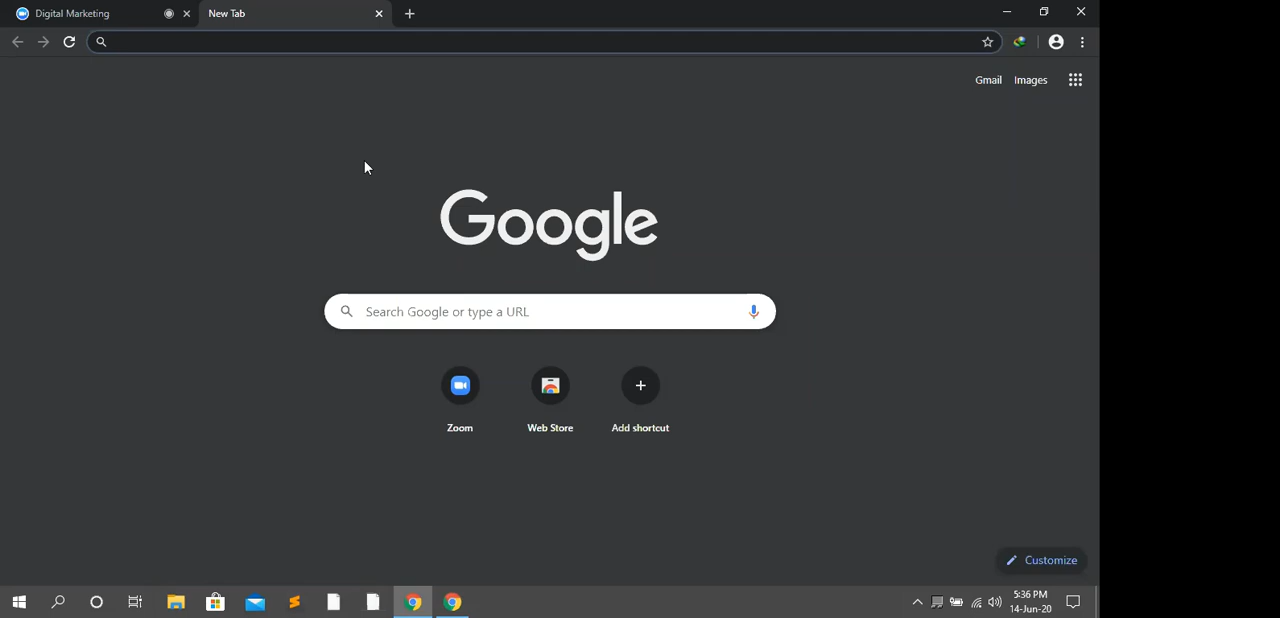 Digital Marketing
New Tab
Gmail Images
Google
Search Google or type a URL
Zoom Web Store Add shortcut
Customize
5:36 PM
14-Jun-20